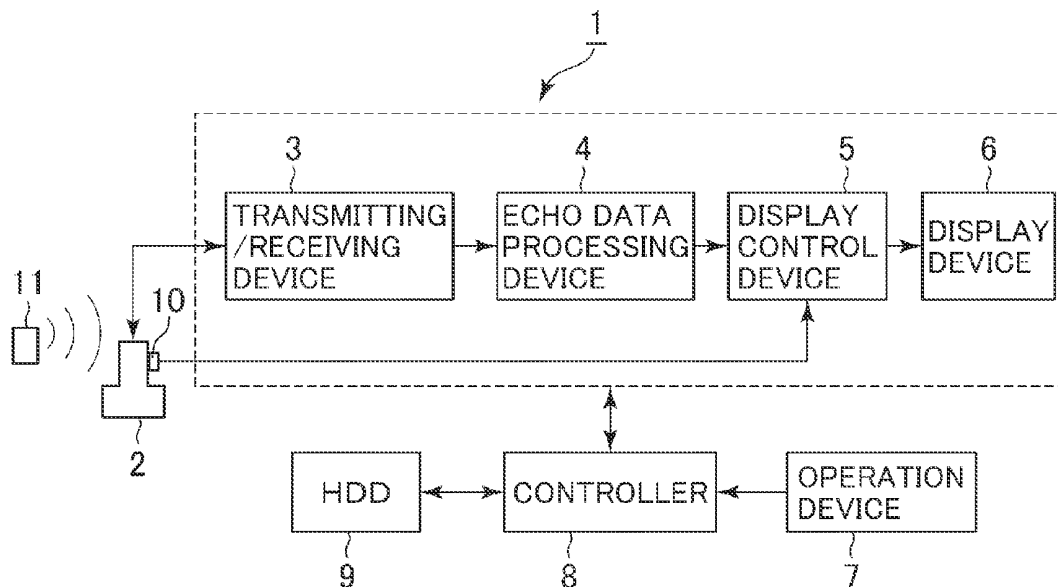 1
3
4
5
6
TRANSMITTING
/RECEIVING
DEVICE
ECHO DATA
PROCESSING
DEVICE
DISPLAY
CONTROL
DEVICE
DISPLAY
DEVICE
11
10
2
HDD
CONTROLLER
OPERATION
DEVICE
9
8
7